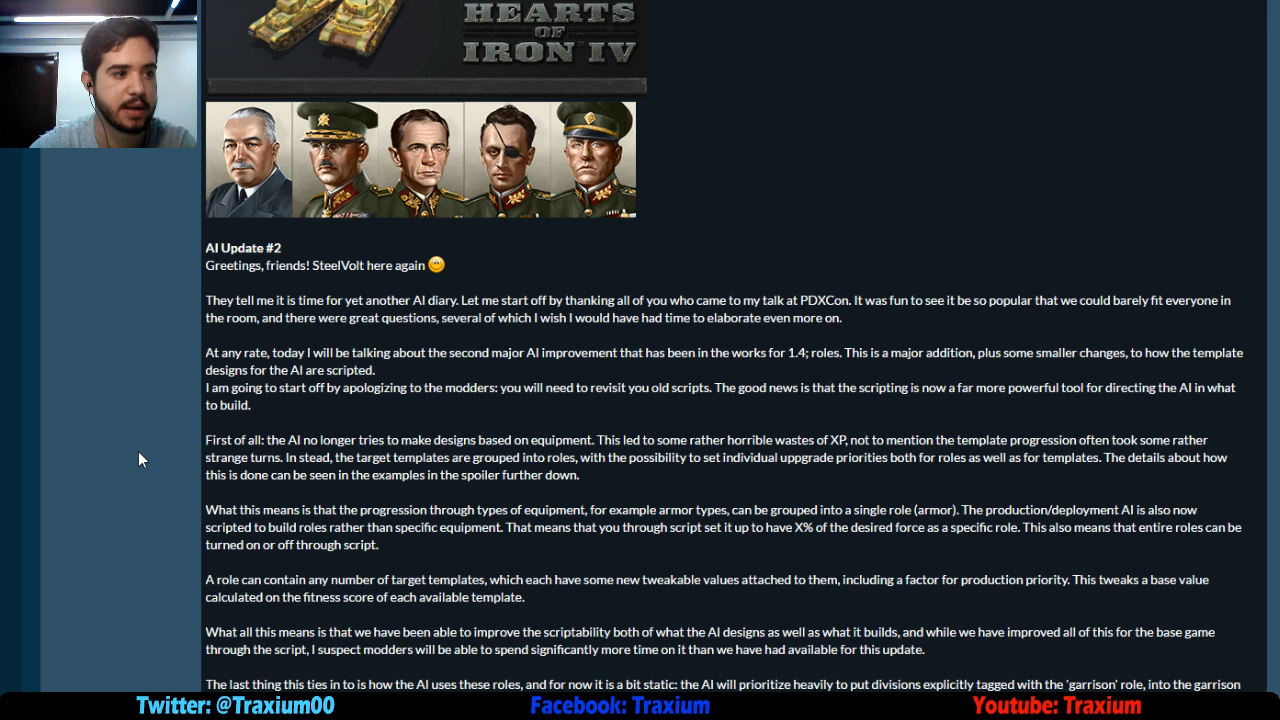 HEARTS
OF
IRON IV
AI Update #2
Greetings, friends! SteelVolt here again
They tell me it is time for yet another AI diary. Let me start off by thanking all of you who came to my talk at PDXCon. It was fun to see it be so popular that we could barely fit everyone in
the room, and there were great questions, several of which I wish I would have had time to elaborate even more on.
At any rate, today I will be talking about the second major AI improvement that has been in the works for 1.4; roles. This is a major addition, plus some smaller changes, to how the template
designs for the AI are scripted.
I am going to start off by apologizing to the modders: you will need to revisit you old scripts. The good news is that the scripting is now a far more powerful tool for directing the AI in what
to build.
First of all: the AI no longer tries to make designs based on equipment. This led to some rather horrible wastes of XP, not to mention the template progression often took some rather
strange turns. In stead, the target templates are grouped into roles, with the possibility to set individual uppgrade priorities both for roles as well as for templates. The details about how
this is done can be seen in the examples in the spoiler further down.
What this means is that the progression through types of equipment, for example armor types, can be grouped into a single role (armor). The production/deployment AI is also now
scripted to build roles rather than specific equipment. That means that you through script set it up to have X% of the desired force as a specific role. This also means that entire roles can be
turned on or off through script.
A role can contain any number of target templates, which each have some new tweakable values attached to them, including a factor for production priority. This tweaks a base value
calculated on the fitness score of each available template.
What all this means is that we have been able to improve the scriptability both of what the AI designs as well as what it builds, and while we have improved all of this for the base game
through the script, I suspect modders will be able to spend significantly more time on it than we have had available for this update.
The last thing this ties in to is how the AI uses these roles, and for now it is a bit static: the AI will prioritize heavily to put divisions explicitly tagged with the 'garrison' role, into the garrison
Twitter: @Traxium00
Facebook: Traxium
Youtube: Traxium